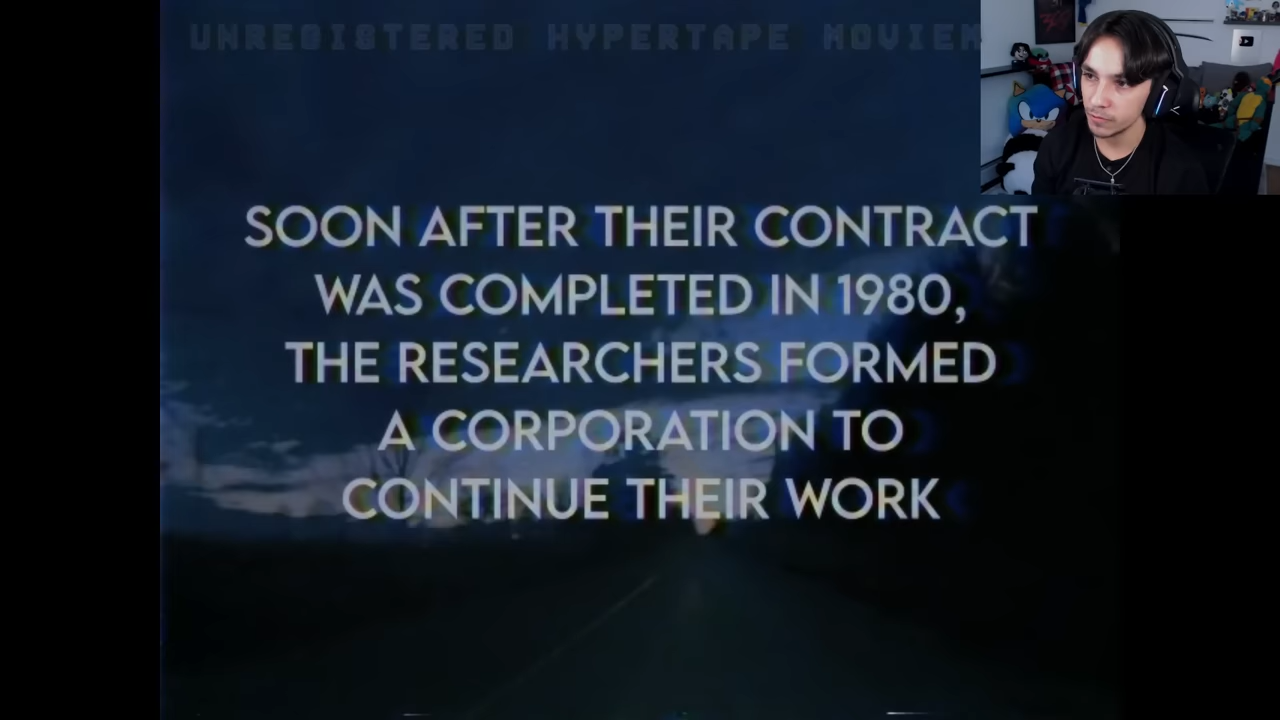 UNREGISTERED HYPERTAPE MOVIEM
SOON AFTER THEIR CONTRACT
WAS COMPLETED IN 1980,
THE RESEARCHERS FORMED
A CORPORATION TO
CONTINUE THEIR WORK